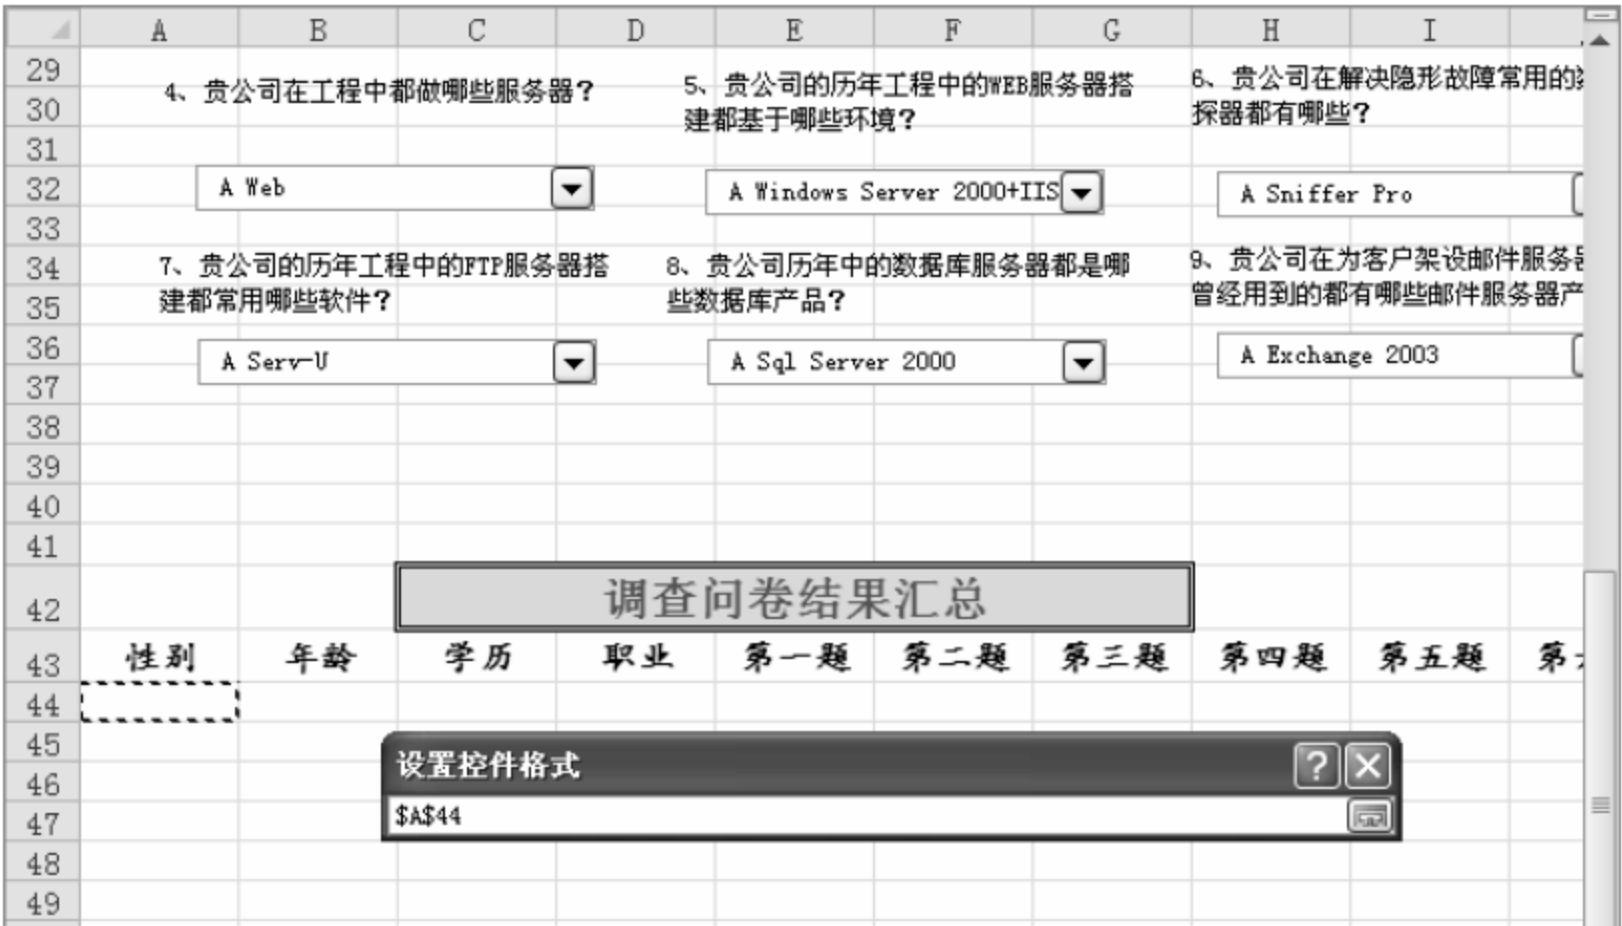 A B C D E F G H I
29
30
31
32
33
34
35
36
37
38
39
40
41
42
43
44
45
46
47
48
49
4、贵公司在工程中都做哪些服务器？
5、贵公司的历年工程中的WEB服务器搭
建都基于哪些环境？
6、贵公司在解决隐形故障常用的
探器都有哪些？
A Web
A Windows Server 2000+IIS
A Sniffer Pro
7、贵公司的历年工程中的FTP服务器搭
建都常用哪些软件？
8、贵公司历年中的数据库服务器都是哪
些数据库产品？
9、贵公司在为客户架设邮件服务器
曾经用到的都有哪些邮件服务器产
A Serv-U
A Sql Server 2000
A Exchange 2003
调查问卷结果汇总
性别 年龄 学历 职业 第一题 第二题 第三题 第四题 第五题 第
设置控件格式
$A$44